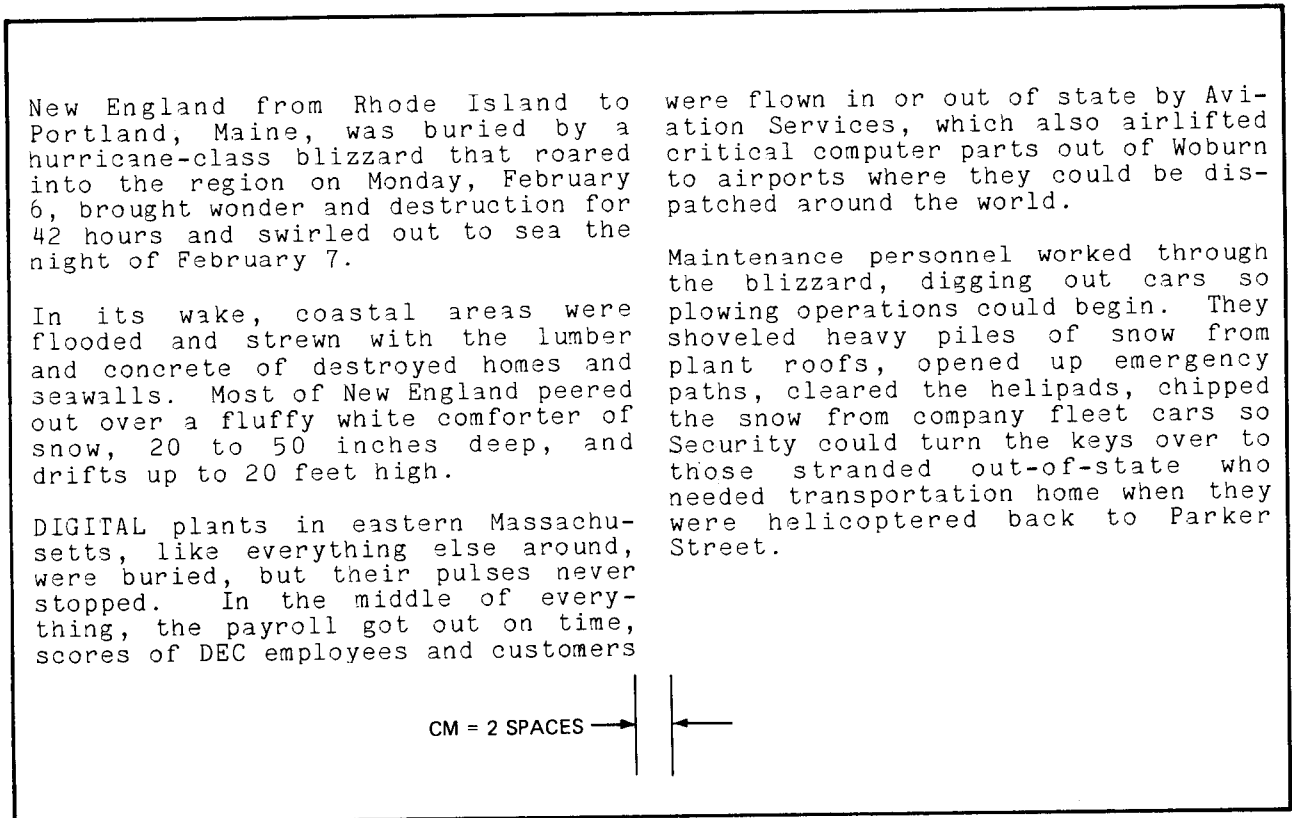 New England from Rhode Island to
Portland, Maine, was buried by a
hurricane-class blizzard that roared
into the region on Monday, February
6, brought wonder and destruction for
42 hours and swirled out to sea the
night of February 7.

In its wake, coastal areas were
flooded and strewn with the lumber
and concrete of destroyed homes and
seawalls. Most of New England peered
out over a fluffy white comforter of
snow, 20 to 50 inches deep, and
drifts up to 20 feet high.

DIGITAL plants in eastern Massachu-
setts, like everything else around,
were buried, but their pulses never
stopped. In the middle of every-
thing, the payroll got out on time,
scores of DEC employees and customers

were flown in or out of state by Avi-
ation Services, which also airlifted
critical computer parts out of Woburn
to airports where they could be dis-
patched around the world.

Maintenance personnel worked through
the blizzard, digging out cars so
plowing operations could begin. They
shoveled heavy piles of snow from
plant roofs, opened up emergency
paths, cleared the helipads, chipped
the snow from company fleet cars so
Security could turn the keys over to
those stranded out-of-state who
needed transportation home when they
were helicoptered back to Parker
Street.

CM = 2 SPACES